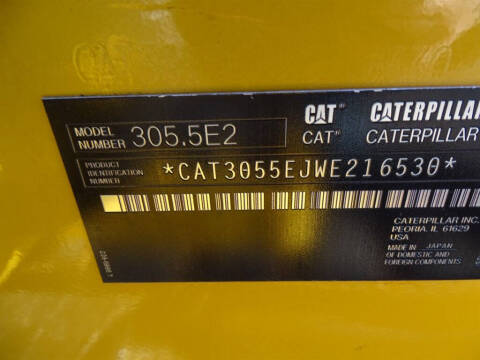 CAT CATERPILLAR
MODEL NUMBER 305.5E2 CAT® CATERPILLAR
PRODUCT IDENTIFICATION NUMBER *CAT3055EJWE216530*
CATERPILLAR INC.
PEORIA, IL 61629
USA
MADE IN JAPAN
OF DOMESTIC AND
FOREIGN COMPONENTS